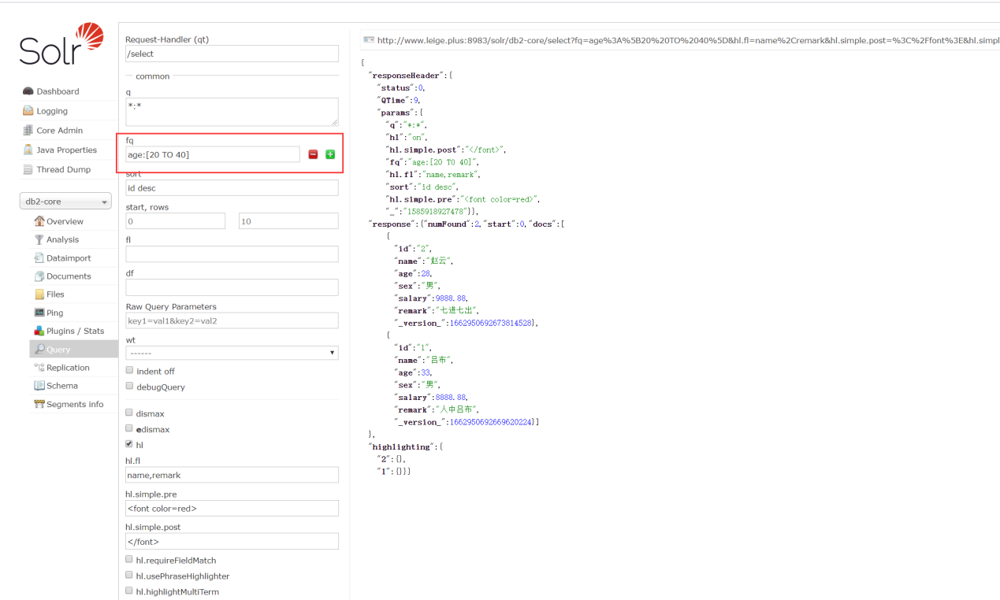 Solr
Dashboard
Logging
Core Admin
Java Properties
Thread Dump
db2-core
Overview
Analysis
Dataimport
Documents
Files
Ping
Plugins / Stats
Query
Replication
Schema
Segments info
Request-Handler (qt)
/select
common
q
*:*
fq
age:[20 TO 40]
sort
id desc
start, rows
0 10
fl
df
Raw Query Parameters
key1=val1&key2=val2
wt
------
indent off
debugQuery
dismax
edismax
hl
hl.fl
name,remark
hl.simple.pre
<font color=red>
hl.simple.post
</font>
hl.requireFieldMatch
hl.usePhraseHighlighter
hl.highlightMultiTerm
http://www.leige.plus:8983/solr/db2-core/select?fq=age%3A%5B20%20TO%2040%5D&hl.fl=name%2Cremark&hl.simple.post=%3C%2Ffont%3E&hl.simpl
{
"responseHeader":{
"status":0,
"QTime":9,
"params":{
"q":"*:*",
"hl":"on",
"hl.simple.post":"</font>",
"fq":"age:[20 TO 40]",
"hl.fl":"name,remark",
"sort":"id desc",
"hl.simple.pre":"<font color=red>",
"_":"1585918927478"}},
"response":{"numFound":2,"start":0,"docs":[
{
"id":"2",
"name":"赵云",
"age":28,
"sex":"男",
"salary":9888.88,
"remark":"七进七出",
"_version_":1662950692673814528},
{
"id":"1",
"name":"吕布",
"age":33,
"sex":"男",
"salary":8888.88,
"remark":"人中吕布",
"_version_":1662950692669620224}]
},
"highlighting":{
"2":{},
"1":{}}}